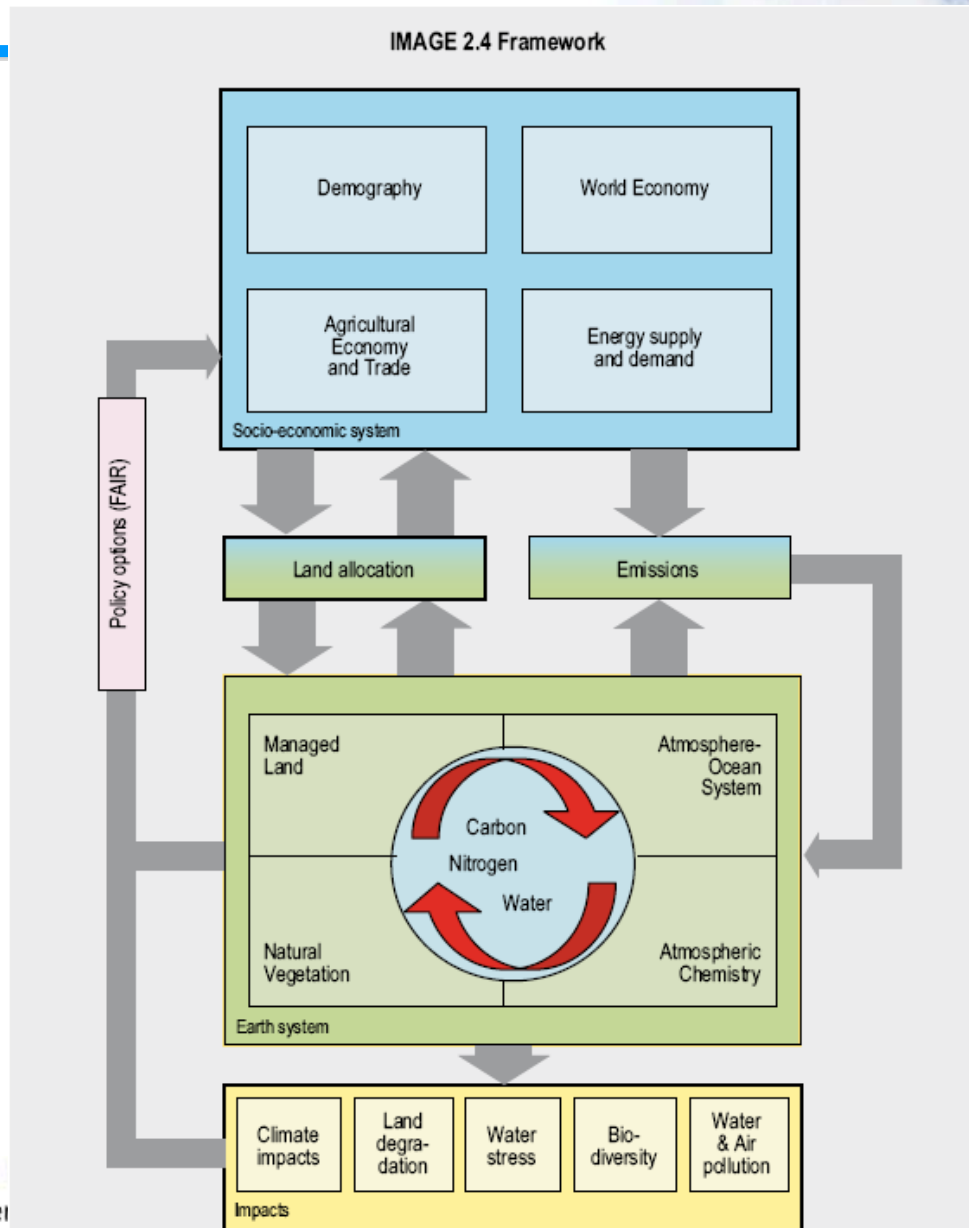 IMAGE 2.4 Framework
Demography
World Economy
Agricultural
Economy
and Trade
Energy supply
and demand
Socio-economic system
Policy options (FAIR)
Land allocation
Emissions
Managed
Land
Atmosphere-
Ocean
System
Carbon
Nitrogen
Water
Natural
Vegetation
Atmospheric
Chemistry
Earth system
Climate
impacts
Land
degra-
dation
Water
stress
Bio-
diversity
Water
& Air
pollution
Impacts